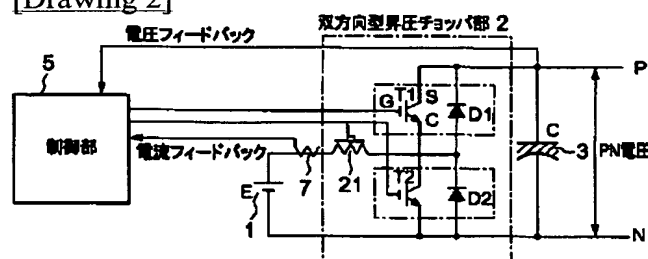 [Drawing 2]
双方向型昇圧チョッパ部 2
電圧フィードバック
5
制御部
電流フィードバック
G
T1
S
C
D1
7
21
T2
D2
E
1
C
3
PN電圧
P
N